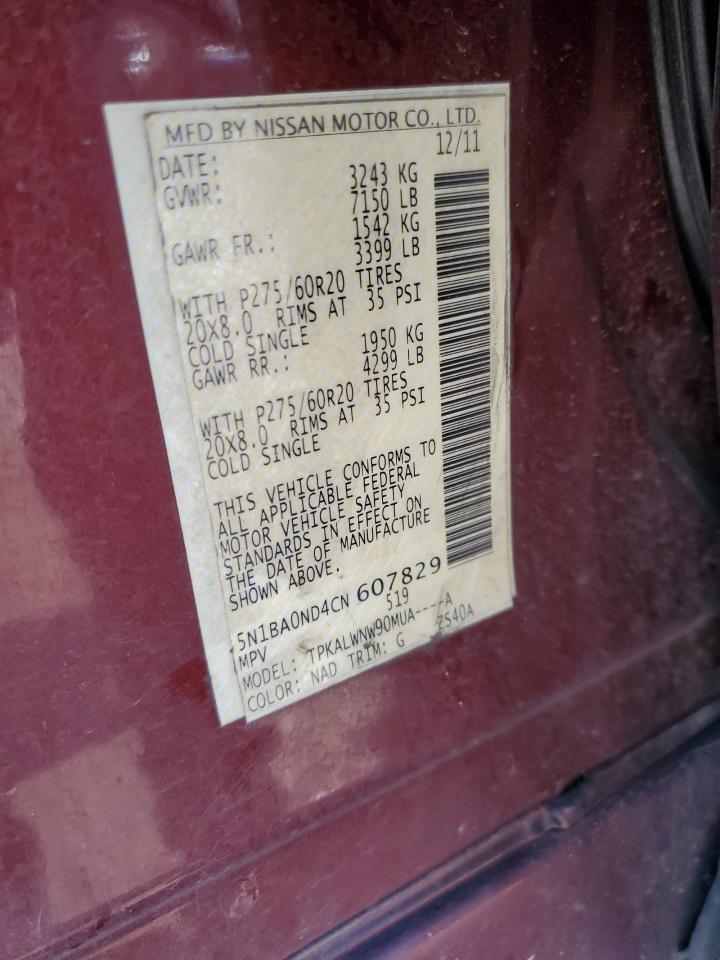 MFD BY NISSAN MOTOR CO., LTD.
DATE: 12/11
GVWR: 3243 KG
7150 LB
GAWR FR.: 1542 KG
3399 LB
WITH P275/60R20 TIRES
20X8.0 RIMS AT 35 PSI
COLD SINGLE
GAWR RR.: 1950 KG
4299 LB
WITH P275/60R20 TIRES
20X8.0 RIMS AT 35 PSI
COLD SINGLE
THIS VEHICLE CONFORMS TO
ALL APPLICABLE FEDERAL
MOTOR VEHICLE SAFETY
STANDARDS IN EFFECT ON
THE DATE OF MANUFACTURE
SHOWN ABOVE.
5N1BA0ND4CN 607829
MPV 519
MODEL: TPKALWNW90MUA----A
COLOR: NAD TRIM: G ZS40A